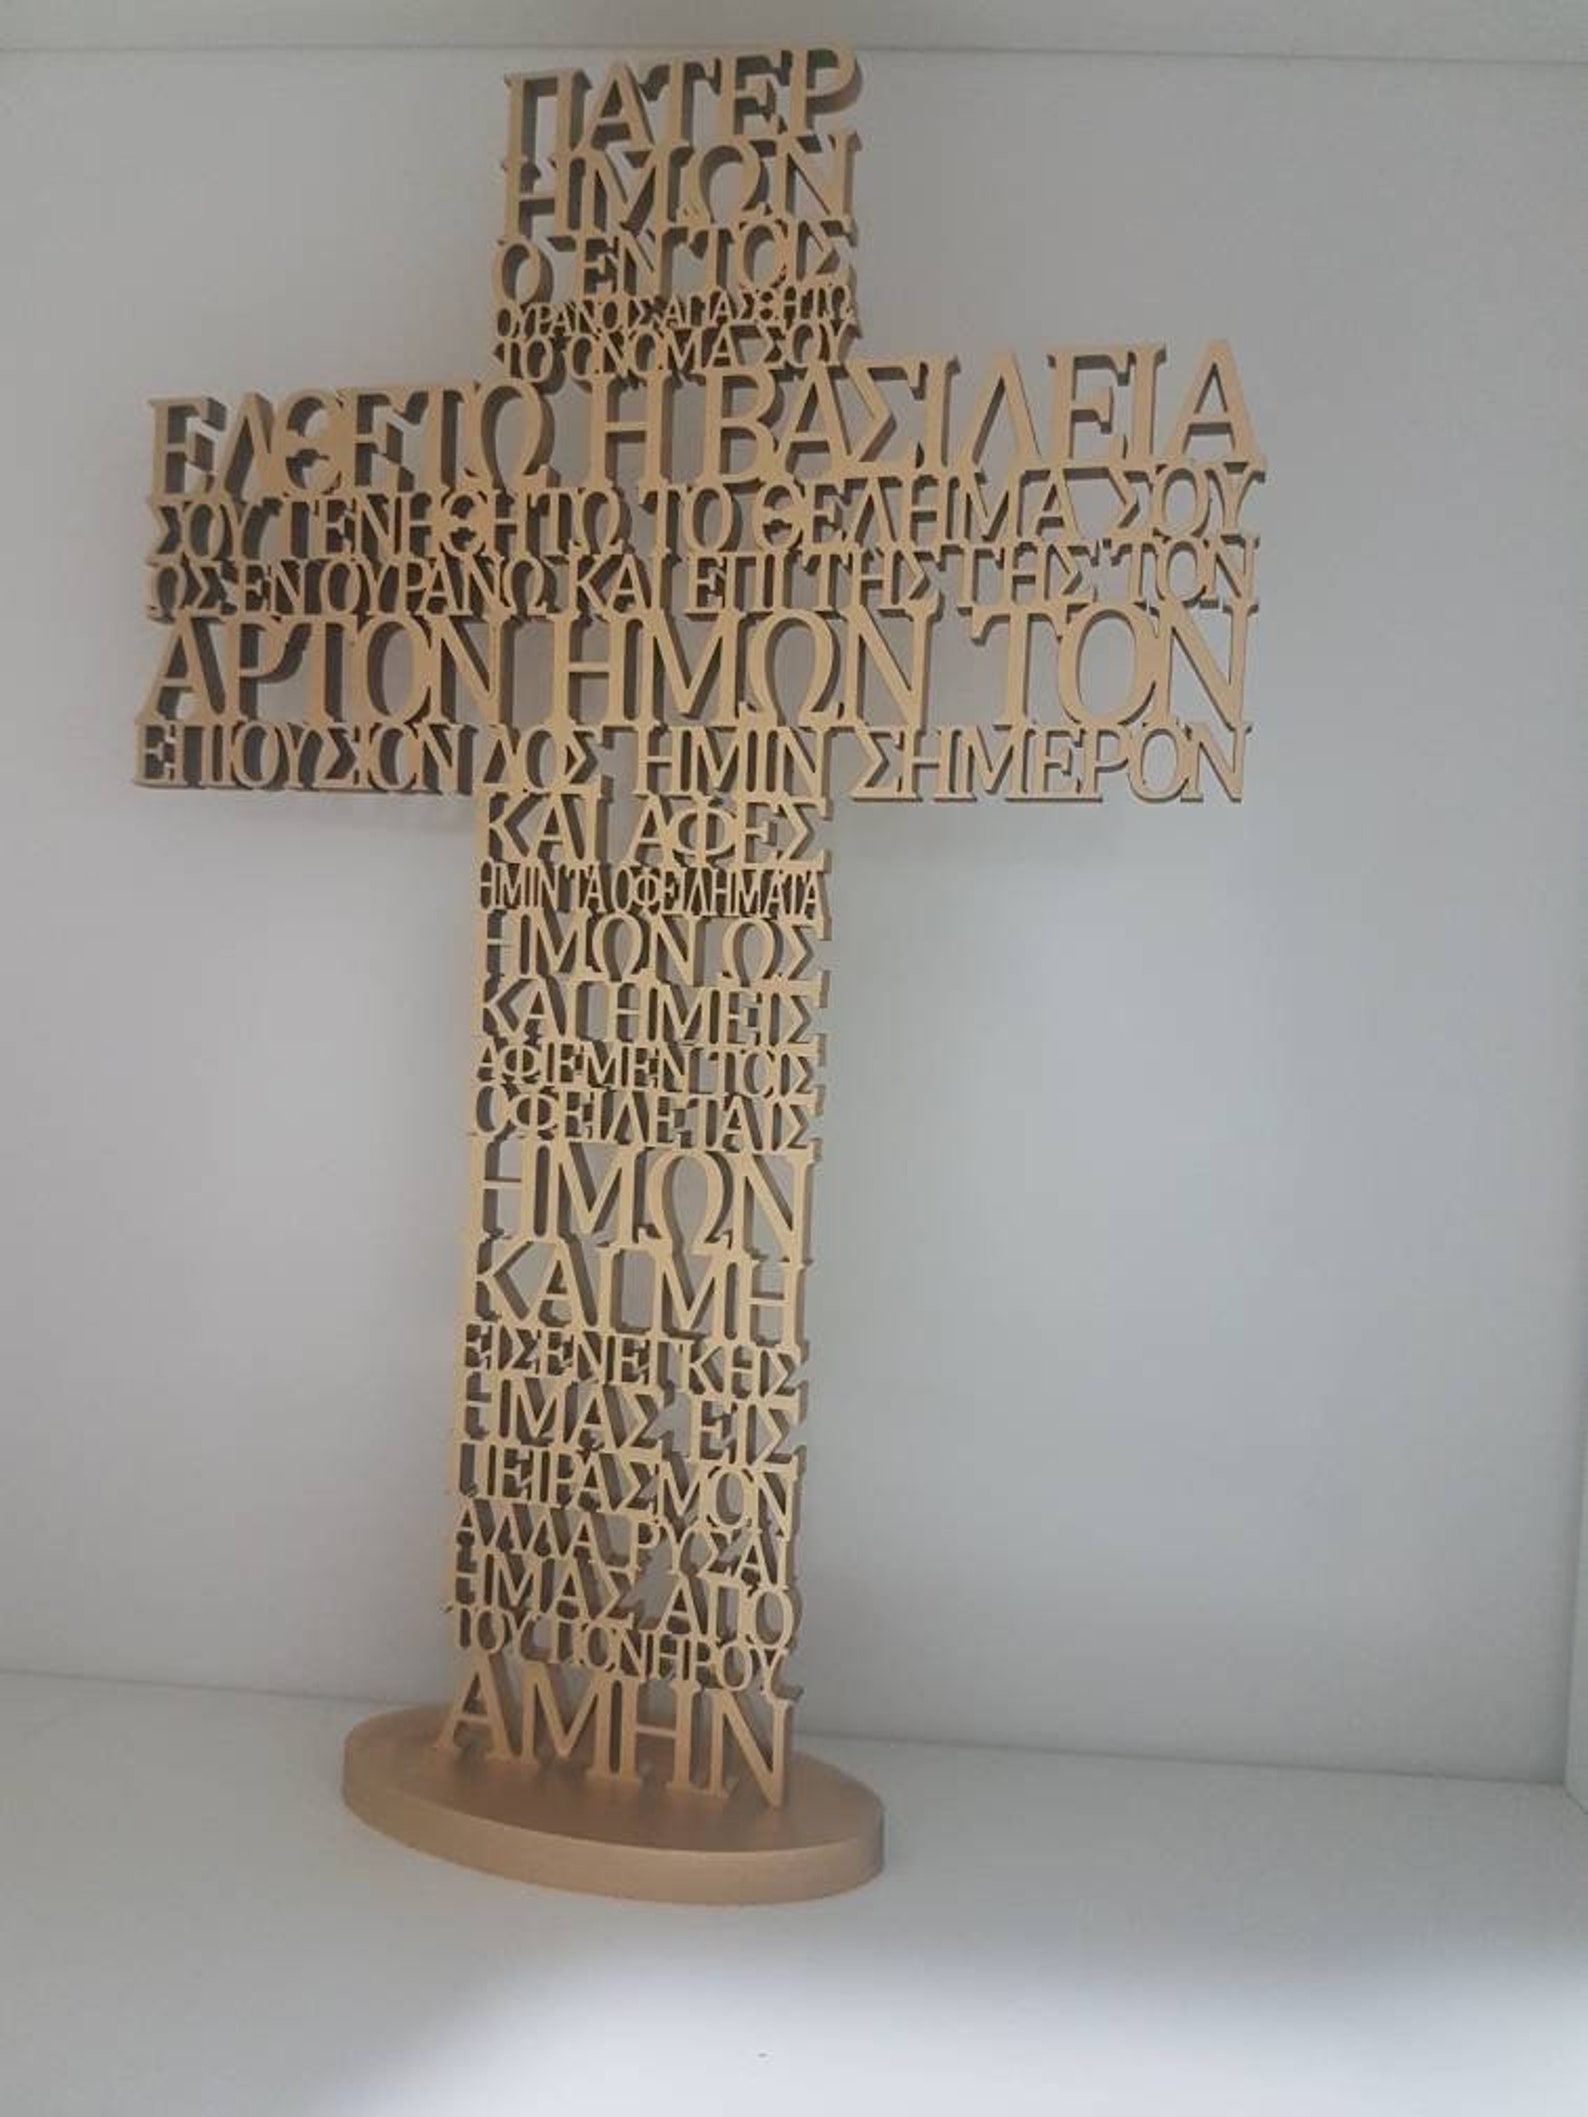 ΠΑΤΕΡ
ΗΜΩΝ
Ο ΕΝ ΤΟΙΣ
ΟΥΡΑΝΟΙΣ ΑΓΙΑΣΘΗΤΩ
ΤΟ ΟΝΟΜΑ ΣΟΥ
ΕΛΘΕΤΩ Η ΒΑΣΙΛΕΙΑ
ΣΟΥ ΓΕΝΗΘΗΤΩ ΤΟ ΘΕΛΗΜΑ ΣΟΥ
ΩΣ ΕΝ ΟΥΡΑΝΩ ΚΑΙ ΕΠΙ ΤΗΣ ΓΗΣ ΤΟΝ
ΑΡΤΟΝ ΗΜΩΝ ΤΟΝ
ΕΠΙΟΥΣΙΟΝ ΔΟΣ ΗΜΙΝ ΣΗΜΕΡΟΝ
ΚΑΙ ΑΦΕΣ
ΗΜΙΝ ΤΑ ΟΦΕΙΛΗΜΑΤΑ
ΗΜΩΝ ΩΣ
ΚΑΙ ΗΜΕΙΣ
ΑΦΙΕΜΕΝ ΤΟΙΣ
ΟΦΕΙΛΕΤΑΙΣ
ΗΜΩΝ
ΚΑΙ ΜΗ
ΕΙΣΕΝΕΓΚΗΣ
ΗΜΑΣ ΕΙΣ
ΠΕΙΡΑΣΜΟΝ
ΑΛΛΑ ΡΥΣΑΙ
ΗΜΑΣ ΑΠΟ
ΤΟΥ ΠΟΝΗΡΟΥ
ΑΜΗΝ